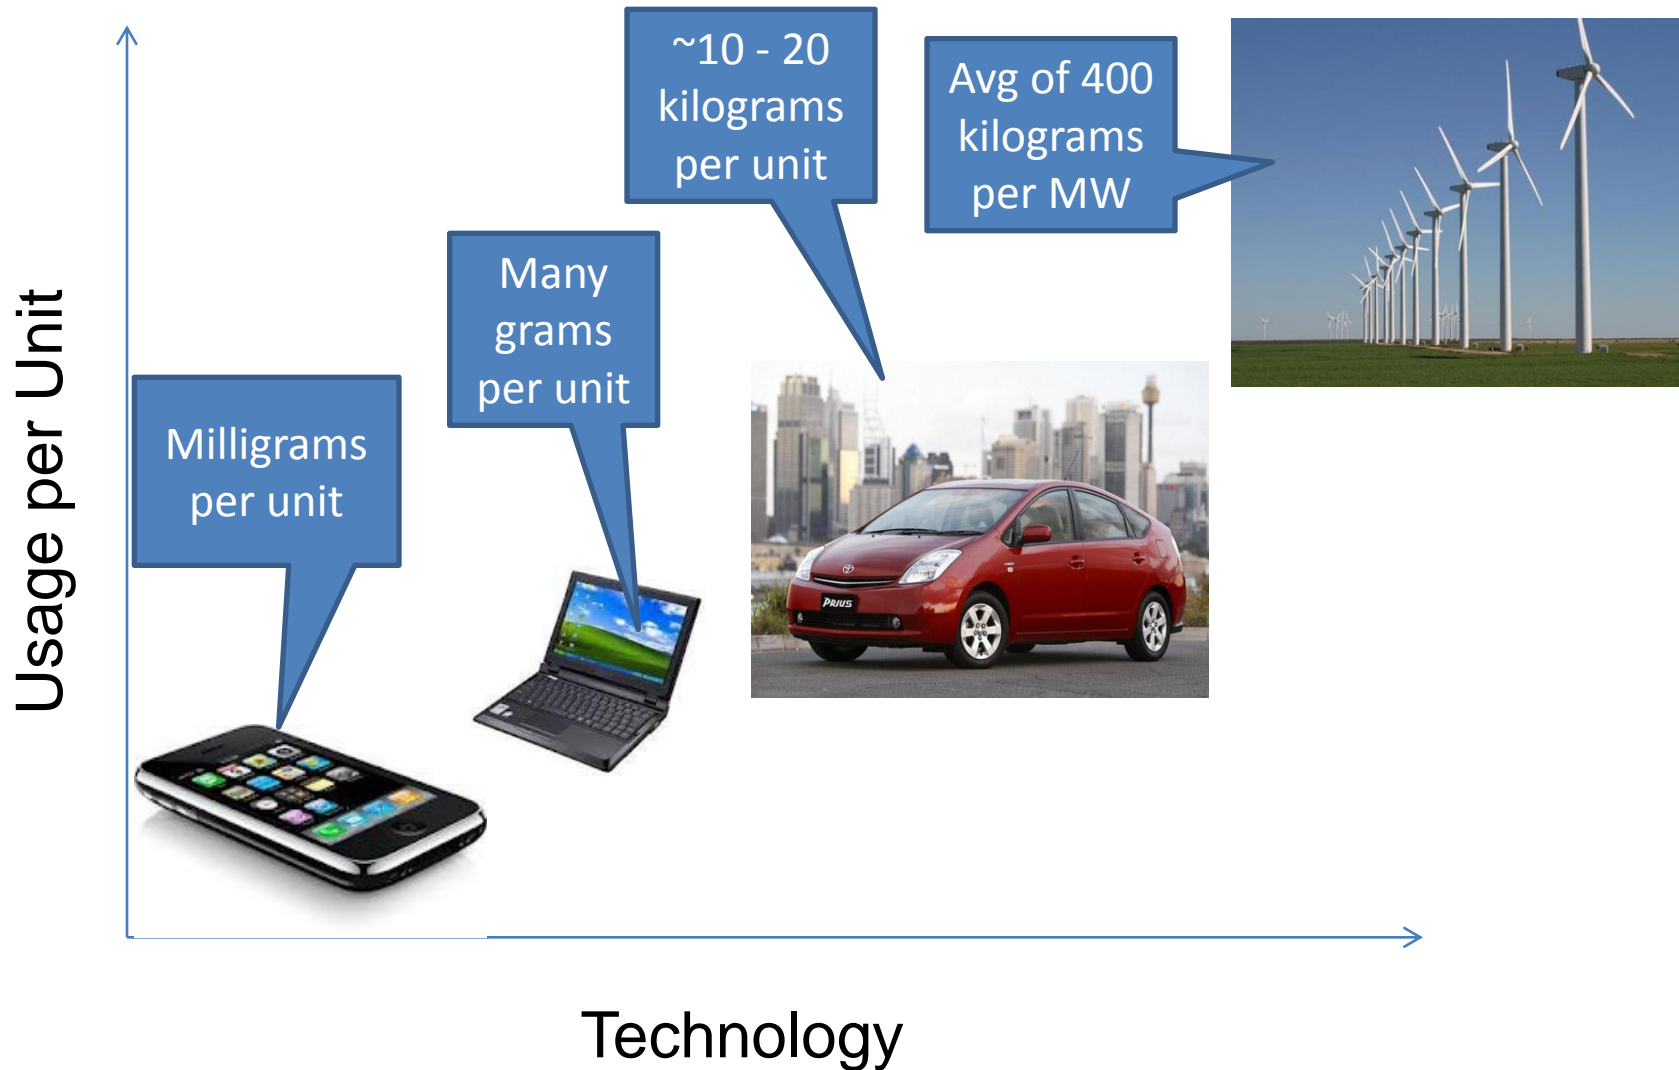 ~10 - 20
kilograms
per unit
Avg of 400
kilograms
per MW
Many
grams
per unit
Milligrams
per unit
Usage per Unit
PRIUS
Technology